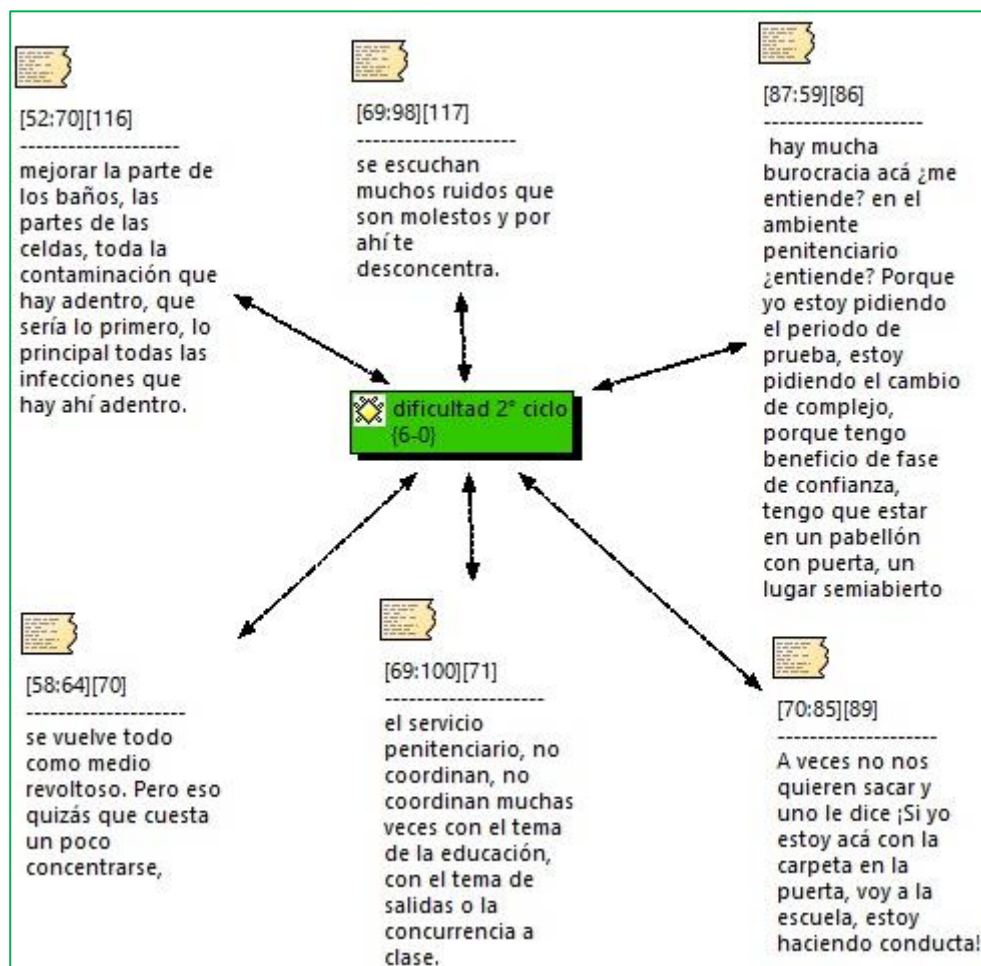 [52:70][116]
--------------------
mejorar la parte de
los baños, las
partes de las
celdas, toda la
contaminación que
hay adentro, que
sería lo primero, lo
principal todas las
infecciones que
hay ahí adentro.
[69:98][117]
--------------------
se escuchan
muchos ruidos que
son molestos y por
ahí te
desconcentra.
[87:59][86]
--------------------
hay mucha
burocracia acá ¿me
entiende? en el
ambiente
penitenciario
¿entiende? Porque
yo estoy pidiendo
el periodo de
prueba, estoy
pidiendo el cambio
de complejo,
porque tengo
beneficio de fase
de confianza,
tengo que estar
en un pabellón
con puerta, un
lugar semiabierto
dificultad 2° ciclo
{6-0}
[58:64][70]
--------------------
se vuelve todo
como medio
revoltoso. Pero eso
quizás que cuesta
un poco
concentrarse,
[69:100][71]
--------------------
el servicio
penitenciario, no
coordinan, no
coordinan muchas
veces con el tema
de la educación,
con el tema de
salidas o la
concurrencia a
clase.
[70:85][89]
--------------------
A veces no nos
quieren sacar y
uno le dice ¡Si yo
estoy acá con la
carpeta en la
puerta, voy a la
escuela, estoy
haciendo conducta!